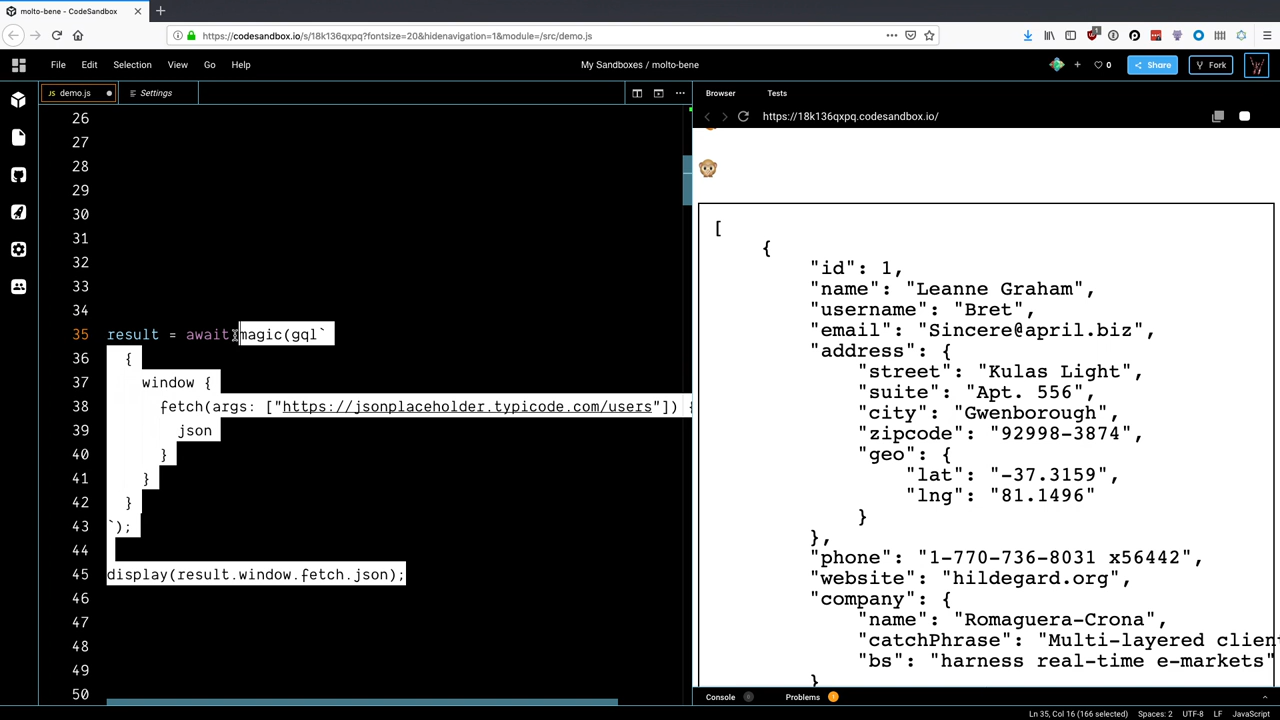 molto-bene - CodeSandbox
https://codesandbox.io/s/18k136qxpq?fontsize=20&hidenavigation=1&module=/src/demo.js
File Edit Selection View Go Help
My Sandboxes / molto-bene
0
Share
Fork
JS demo.js
Settings
Browser Tests
https://18k136qxpq.codesandbox.io/
26
27
28
29
30
31
32
33
34
35 result = await magic(gql`
36 {
37 window {
38 fetch(args: ["https://jsonplaceholder.typicode.com/users"]) {
39 json
40 }
41 }
42 }
43 `);
44
45 display(result.window.fetch.json);
46
47
48
49
50
[
{
"id": 1,
"name": "Leanne Graham",
"username": "Bret",
"email": "Sincere@april.biz",
"address": {
"street": "Kulas Light",
"suite": "Apt. 556",
"city": "Gwenborough",
"zipcode": "92998-3874",
"geo": {
"lat": "-37.3159",
"lng": "81.1496"
}
},
"phone": "1-770-736-8031 x56442",
"website": "hildegard.org",
"company": {
"name": "Romaguera-Crona",
"catchPhrase": "Multi-layered clien
"bs": "harness real-time e-markets"
}
Console 0 Problems
Ln 35, Col 16 (166 selected) Spaces: 2 UTF-8 LF JavaScript